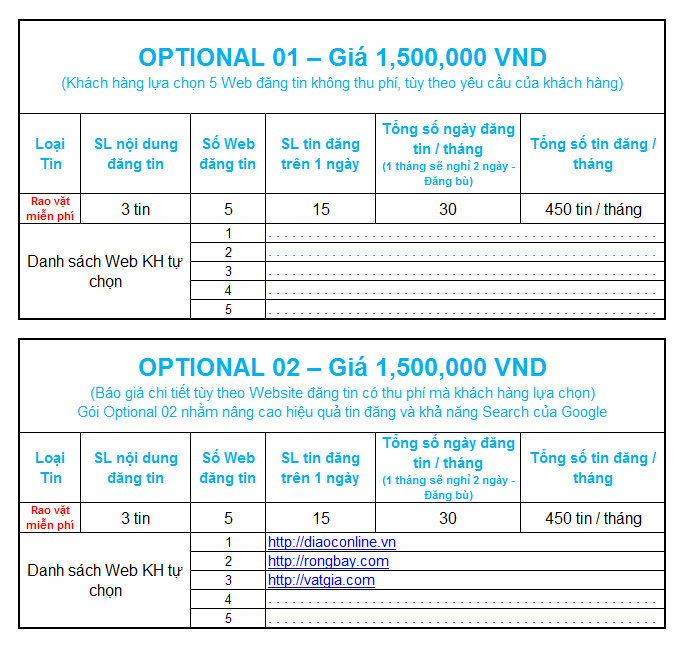 OPTIONAL 01 – Giá 1,500,000 VND
(Khách hàng lựa chọn 5 Web đăng tin không thu phí, tùy theo yêu cầu của khách hàng)
Loại Tin
SL nội dung đăng tin
Số Web đăng tin
SL tin đăng trên 1 ngày
Tổng số ngày đăng tin / tháng
(1 tháng sẽ nghỉ 2 ngày - Đăng bù)
Tổng số tin đăng / tháng
Rao vặt miễn phí
3 tin
5
15
30
450 tin / tháng
Danh sách Web KH tự chọn
1
2
3
4
5
OPTIONAL 02 – Giá 1,500,000 VND
(Báo giá chi tiết tùy theo Website đăng tin có thu phí mà khách hàng lựa chọn)
Gói Optional 02 nhằm nâng cao hiệu quả tin đăng và khả năng Search của Google
Loại Tin
SL nội dung đăng tin
Số Web đăng tin
SL tin đăng trên 1 ngày
Tổng số ngày đăng tin / tháng
(1 tháng sẽ nghỉ 2 ngày - Đăng bù)
Tổng số tin đăng / tháng
Rao vặt miễn phí
3 tin
5
15
30
450 tin / tháng
Danh sách Web KH tự chọn
1 http://diaoconline.vn
2 http://rongbay.com
3 http://vatgia.com
4
5